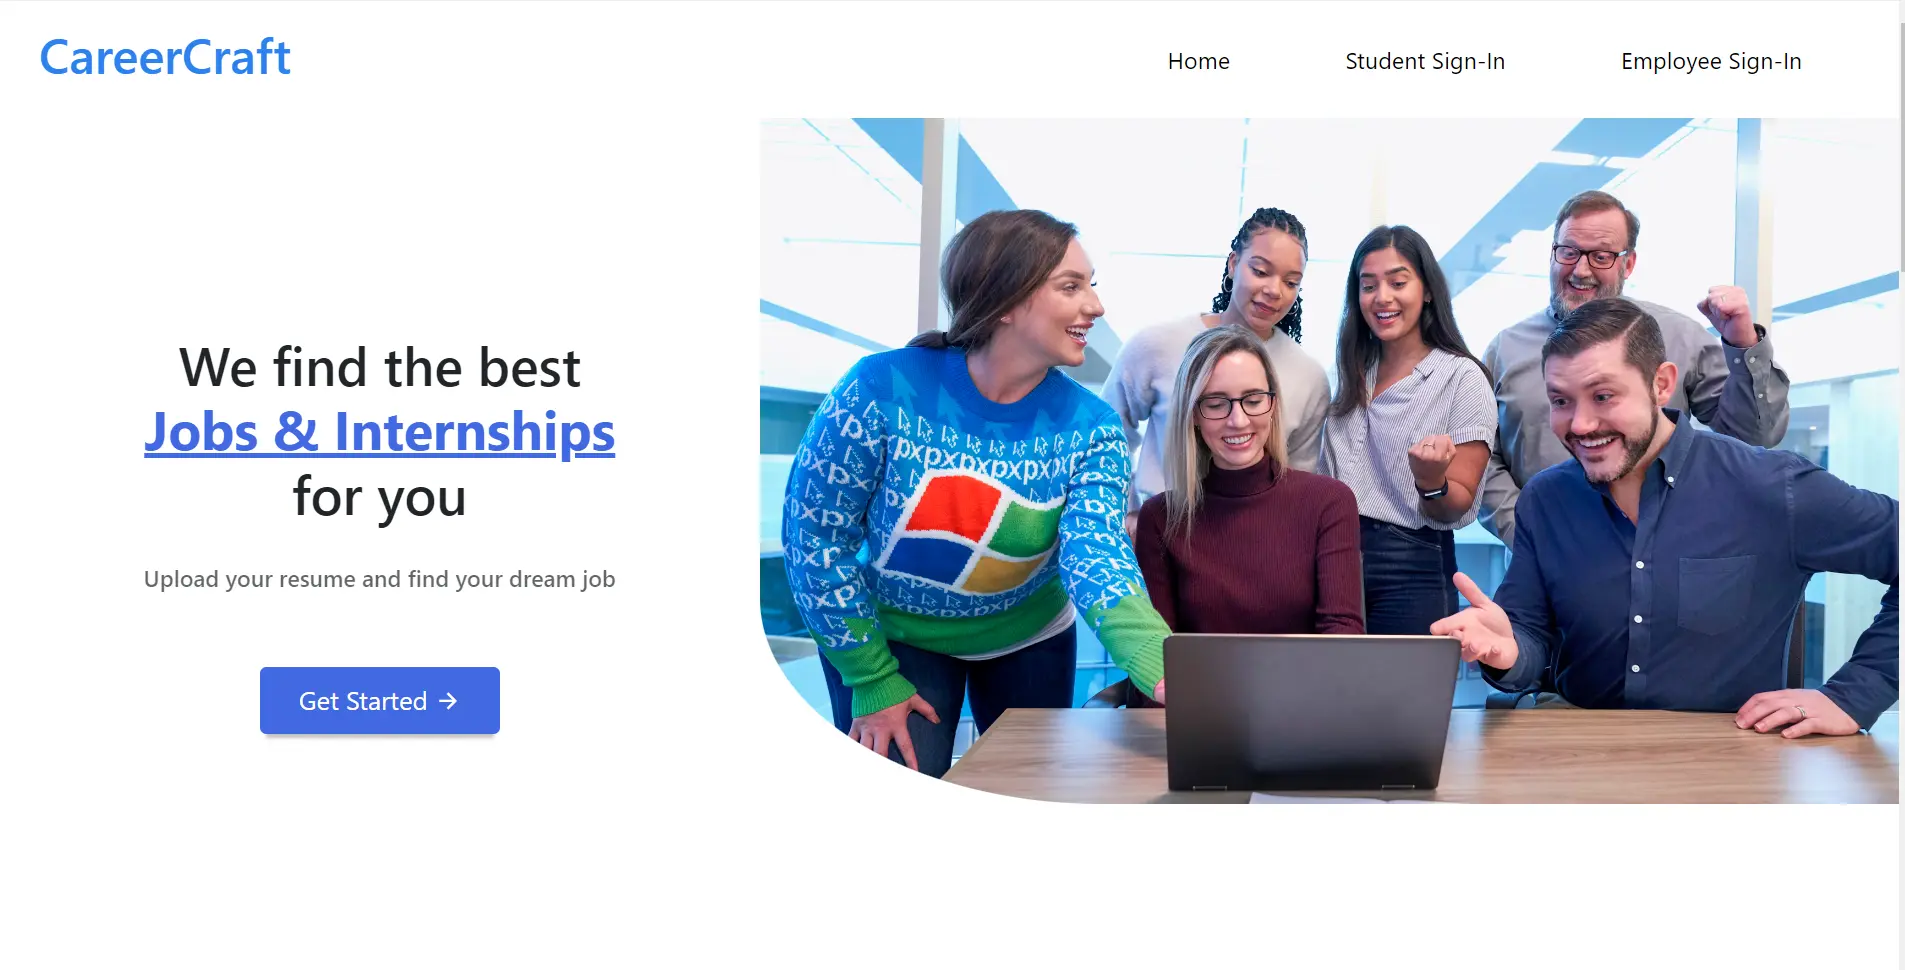 CareerCraft
Home
Student Sign-In
Employee Sign-In
We find the best
Jobs & Internships
for you
Upload your resume and find your dream job
Get Started →